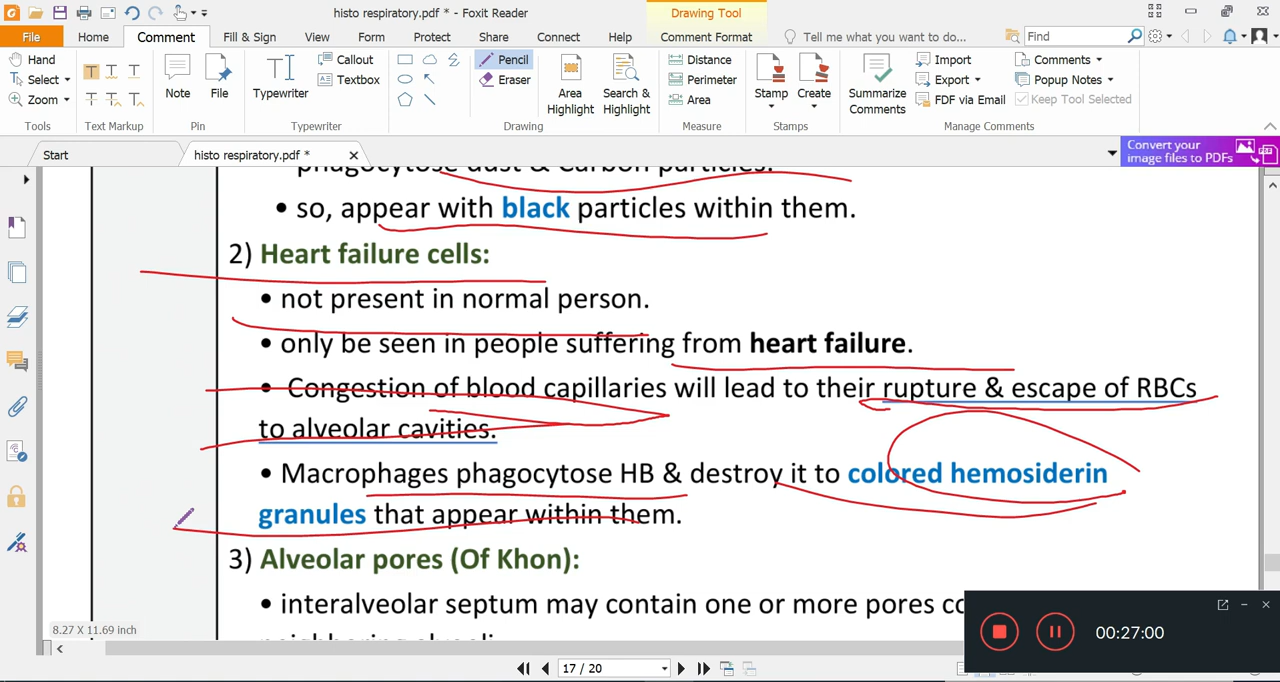 histo respiratory.pdf * - Foxit Reader
Drawing Tool
File
Home
Comment
Fill & Sign
View
Form
Protect
Share
Connect
Help
Comment Format
Tell me what you want to do...
Find
Hand
Select
Zoom
Tools
Text Markup
Note
File
Pin
Typewriter
Callout
Textbox
Typewriter
Pencil
Eraser
Area
Highlight
Search &
Highlight
Drawing
Distance
Perimeter
Area
Measure
Stamp
Create
Stamps
Summarize
Comments
Import
Export
FDF via Email
Comments
Popup Notes
Keep Tool Selected
Manage Comments
Start
histo respiratory.pdf *
Convert your
image files to PDFs
PDF
phagocytose dust & Carbon particles.
• so, appear with black particles within them.
2) Heart failure cells:
• not present in normal person.
• only be seen in people suffering from heart failure.
• Congestion of blood capillaries will lead to their rupture & escape of RBCs
to alveolar cavities.
• Macrophages phagocytose HB & destroy it to colored hemosiderin
granules that appear within them.
3) Alveolar pores (Of Khon):
• interalveolar septum may contain one or more pores co
neighboring alveoli
8.27 X 11.69 inch
17 / 20
00:27:00